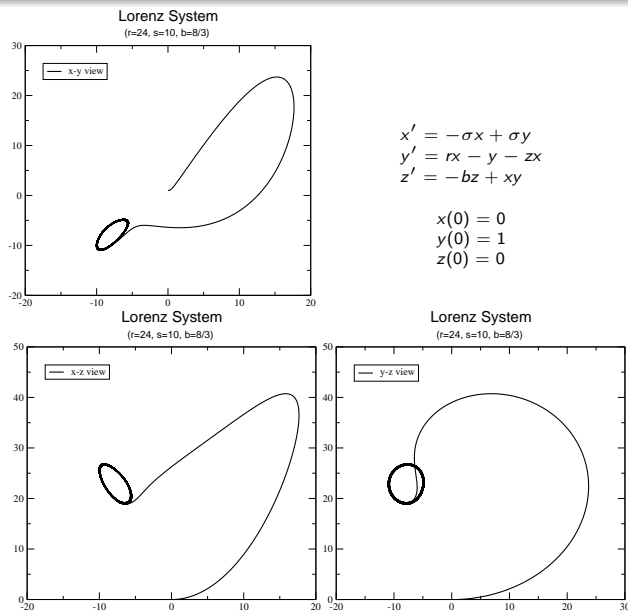 Lorenz System
(r=24, s=10, b=8/3)
30
20
10
0
-10
-20
-20 -10 0 10 20
x-y view
x′ = −σx + σy
y′ = rx − y − zx
z′ = −bz + xy
x(0) = 0
y(0) = 1
z(0) = 0
Lorenz System
(r=24, s=10, b=8/3)
50
40
30
20
10
0
-20 -10 0 10 20
x-z view
Lorenz System
(r=24, s=10, b=8/3)
50
40
30
20
10
0
-20 -10 0 10 20 30
y-z view